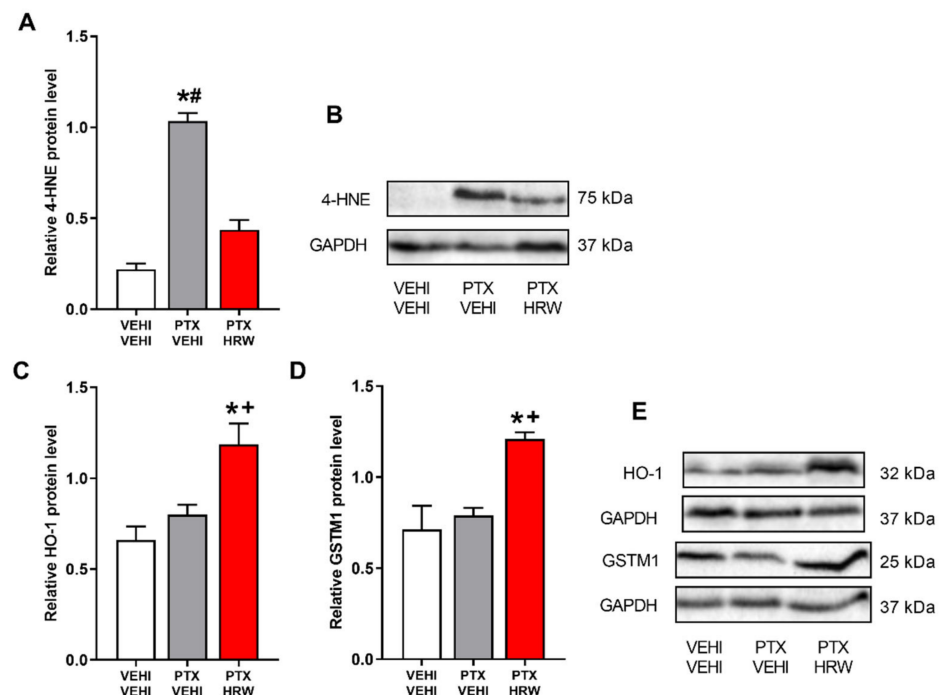 A
Relative 4-HNE protein level
1.5
1.0
0.5
0.0
*#
VEHI PTX PTX
VEHI VEHI HRW
B
4-HNE 75 kDa
GAPDH 37 kDa
VEHI PTX PTX
VEHI VEHI HRW
C
Relative HO-1 protein level
1.5
1.0
0.5
0.0
*+
VEHI PTX PTX
VEHI VEHI HRW
D
Relative GSTM1 protein level
1.5
1.0
0.5
0.0
*+
VEHI PTX PTX
VEHI VEHI HRW
E
HO-1 32 kDa
GAPDH 37 kDa
GSTM1 25 kDa
GAPDH 37 kDa
VEHI PTX PTX
VEHI VEHI HRW